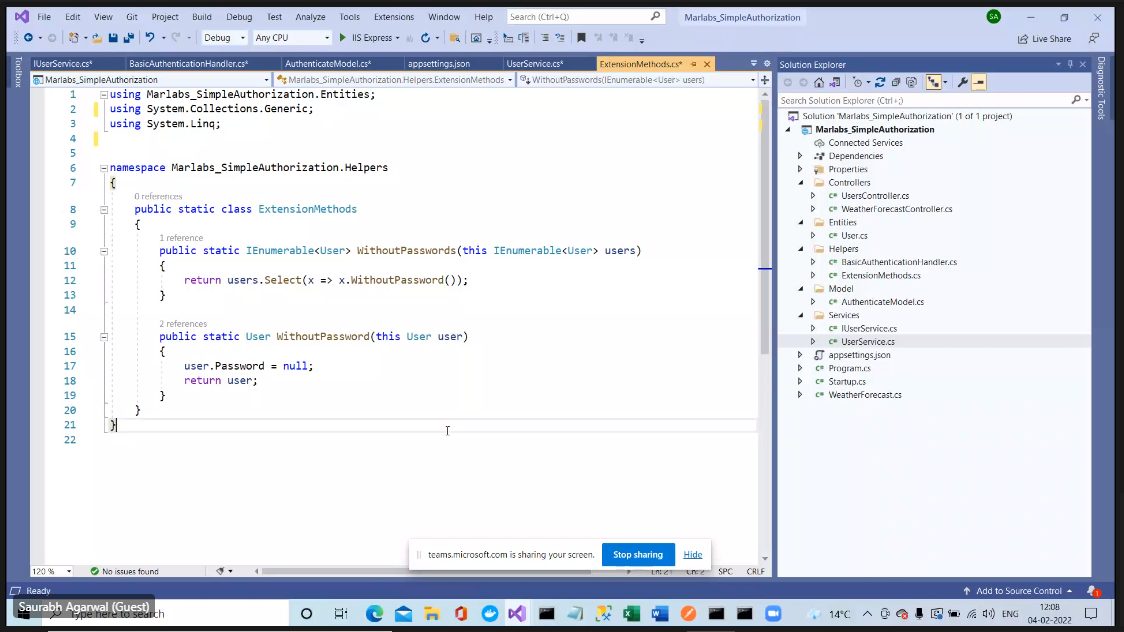 File Edit View Git Project Build Debug Test Analyze Tools Extensions Window Help Search (Ctrl+Q) Marlabs_SimpleAuthorization SA
Debug Any CPU IIS Express Live Share
Toolbox
IUserService.cs* BasicAuthenticationHandler.cs* AuthenticateModel.cs* appsettings.json UserService.cs* ExtensionMethods.cs*
Marlabs_SimpleAuthorization Marlabs_SimpleAuthorization.Helpers.ExtensionMethods WithoutPasswords(IEnumerable<User> users)
1 using Marlabs_SimpleAuthorization.Entities;
2 using System.Collections.Generic;
3 using System.Linq;
4
5
6 namespace Marlabs_SimpleAuthorization.Helpers
7 {
0 references
8 public static class ExtensionMethods
9 {
1 reference
10 public static IEnumerable<User> WithoutPasswords(this IEnumerable<User> users)
11 {
12 return users.Select(x => x.WithoutPassword());
13 }
14
2 references
15 public static User WithoutPassword(this User user)
16 {
17 user.Password = null;
18 return user;
19 }
20 }
21 }
22
Solution Explorer
Search Solution Explorer (Ctrl+;)
Solution 'Marlabs_SimpleAuthorization' (1 of 1 project)
Marlabs_SimpleAuthorization
Connected Services
Dependencies
Properties
Controllers
C# UsersController.cs
C# WeatherForecastController.cs
Entities
C# User.cs
Helpers
C# BasicAuthenticationHandler.cs
C# ExtensionMethods.cs
Model
C# AuthenticateModel.cs
Services
C# IUserService.cs
C# UserService.cs
appsettings.json
C# Program.cs
C# Startup.cs
C# WeatherForecast.cs
Diagnostic Tools
teams.microsoft.com is sharing your screen. Stop sharing Hide
120 % No issues found Ln: 21 Ch: 2 SPC CRLF
Ready Add to Source Control 1
Saurabh Agarwal (Guest)
Type here to search
14°C ENG 12:08
04-02-2022